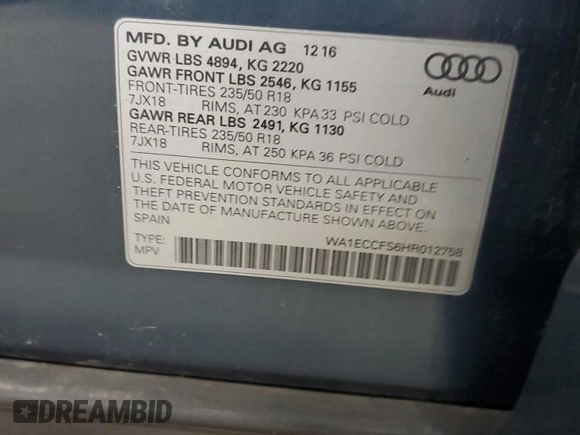 MFD. BY AUDI AG 12 16
GVWR LBS 4894, KG 2220
GAWR FRONT LBS 2546, KG 1155
FRONT-TIRES 235/50 R18
7JX18 RIMS, AT 230 KPA 33 PSI COLD
GAWR REAR LBS 2491, KG 1130
REAR-TIRES 235/50 R18
7JX18 RIMS, AT 250 KPA 36 PSI COLD
Audi
THIS VEHICLE CONFORMS TO ALL APPLICABLE
U.S. FEDERAL MOTOR VEHICLE SAFETY AND
THEFT PREVENTION STANDARDS IN EFFECT ON
THE DATE OF MANUFACTURE SHOWN ABOVE.
SPAIN
WA1ECCFS6HR012758
TYPE:
MPV
DREAMBID